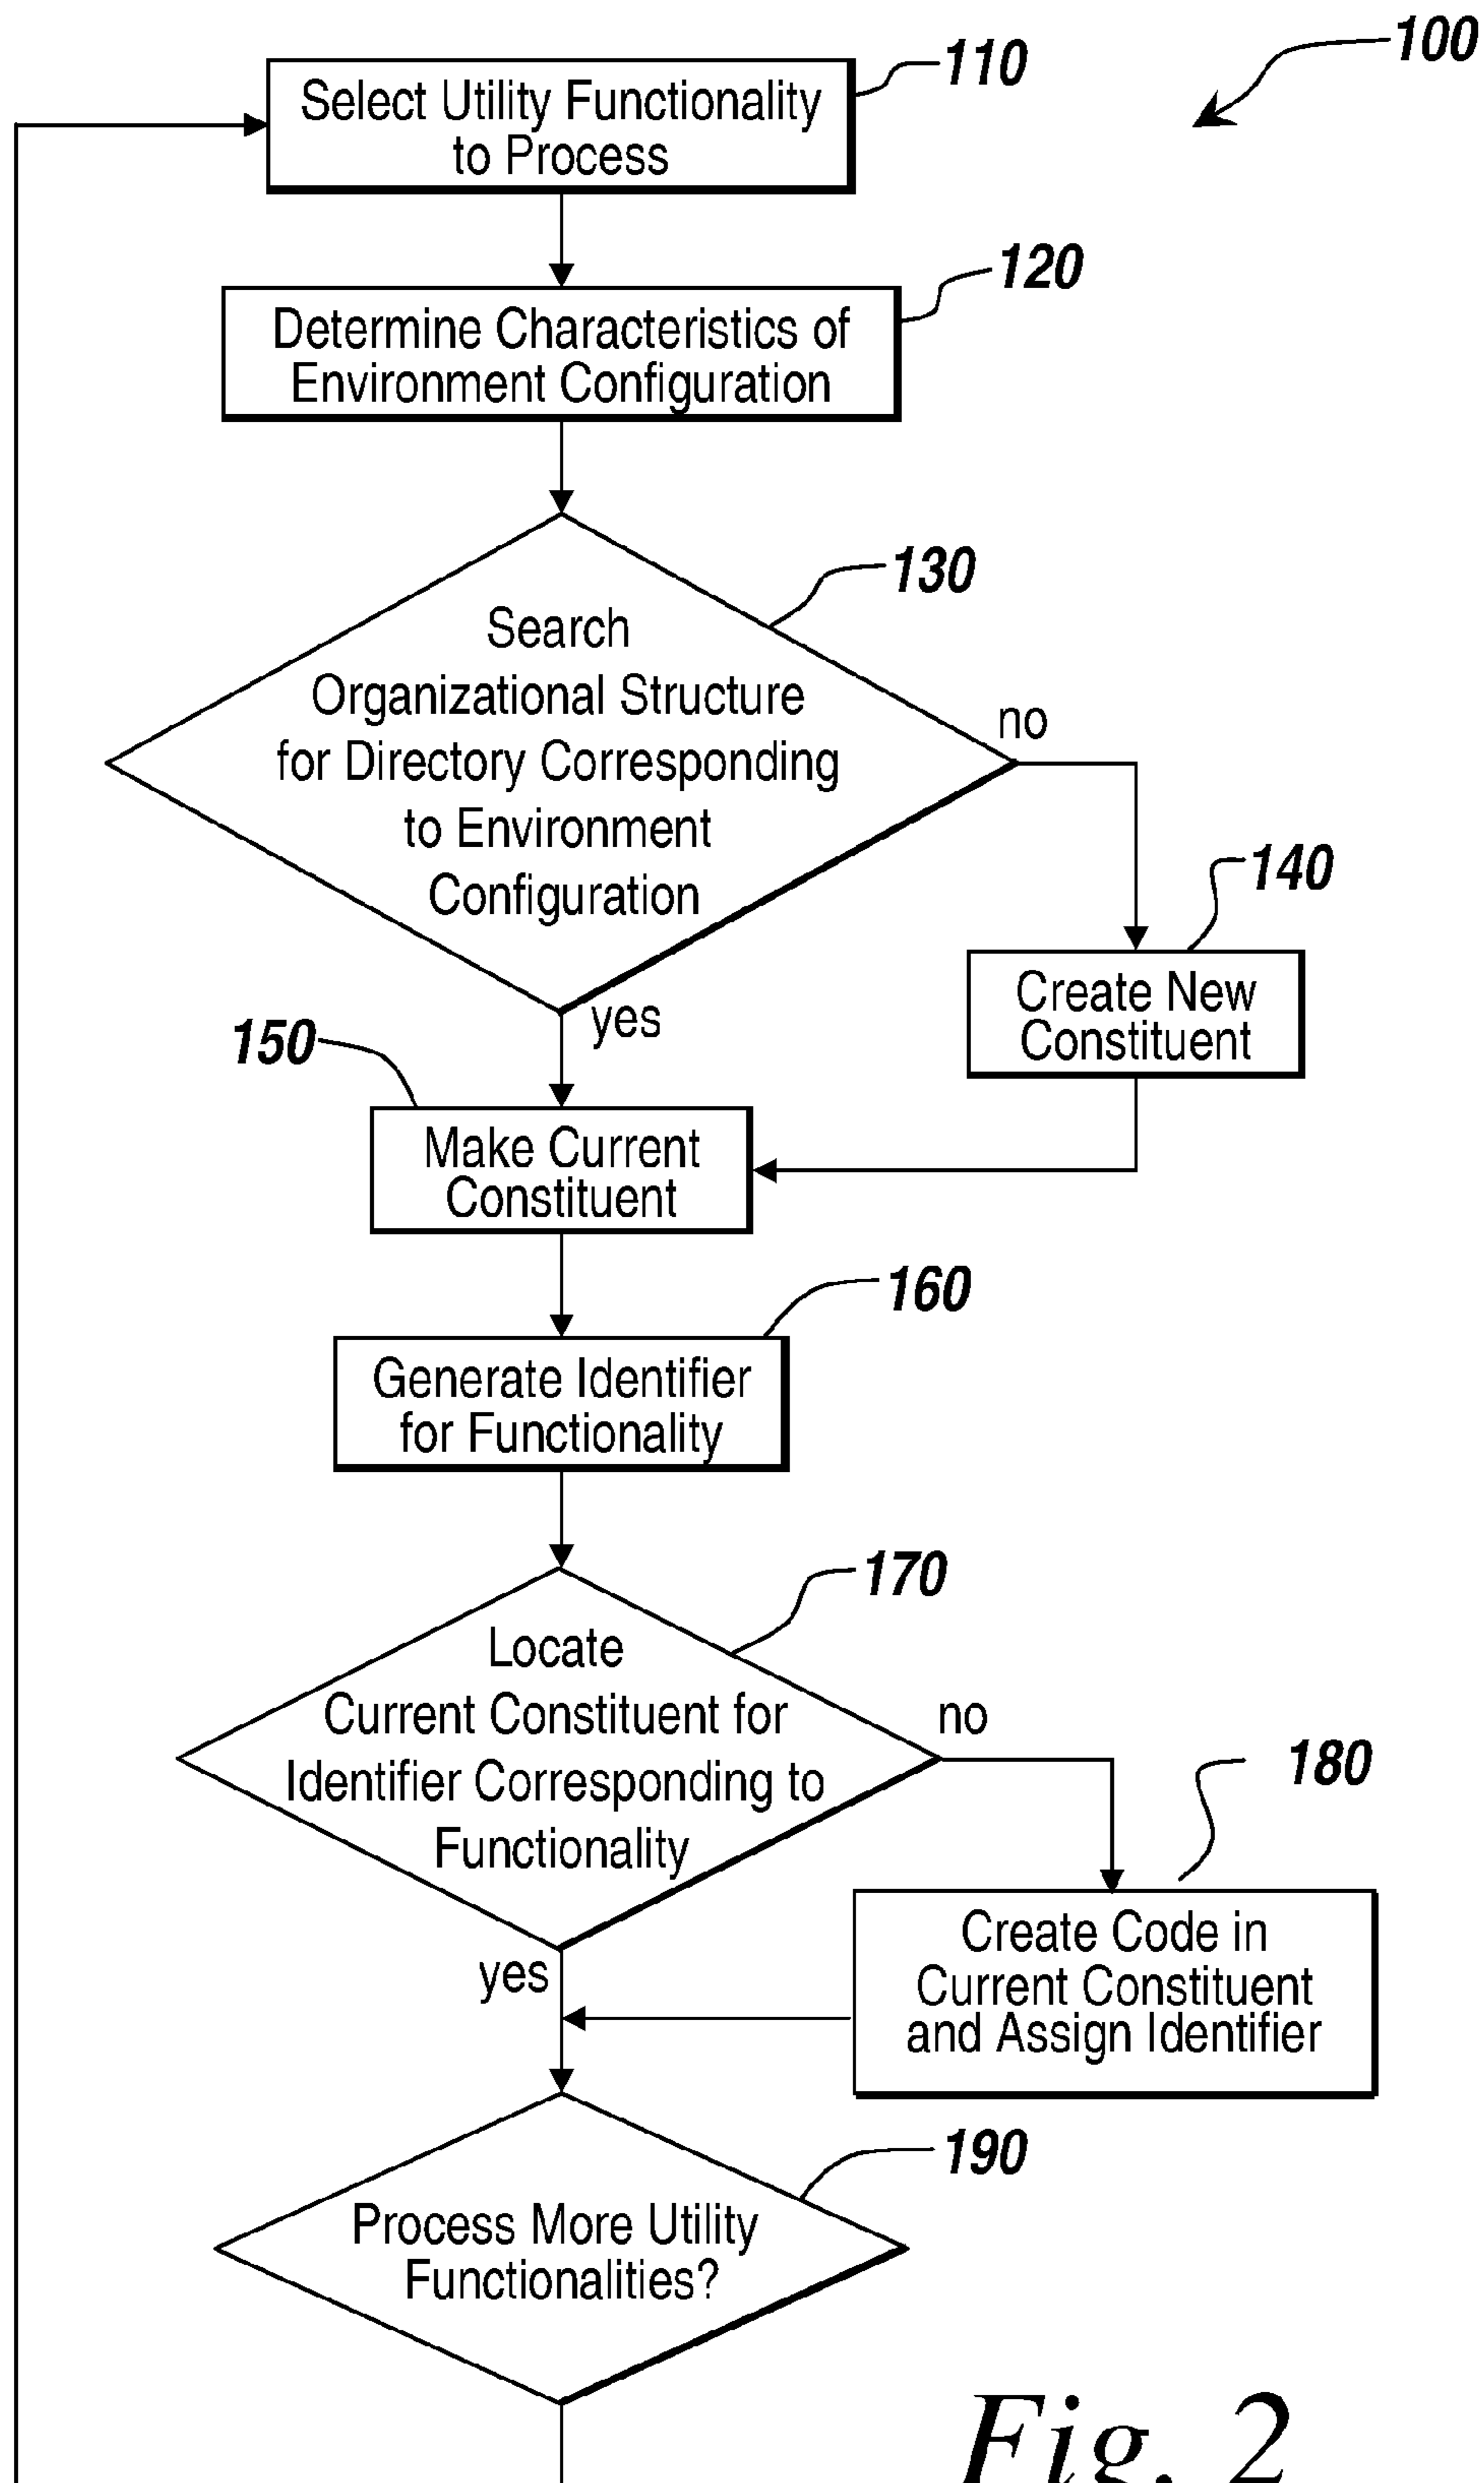 100
110
Select Utility Functionality
to Process
120
Determine Characteristics of
Environment Configuration
130
Search
Organizational Structure
for Directory Corresponding
to Environment
Configuration
no
yes
140
Create New
Constituent
150
Make Current
Constituent
160
Generate Identifier
for Functionality
170
Locate
Current Constituent for
Identifier Corresponding to
Functionality
no
yes
180
Create Code in
Current Constituent
and Assign Identifier
190
Process More Utility
Functionalities?
Fig. 2